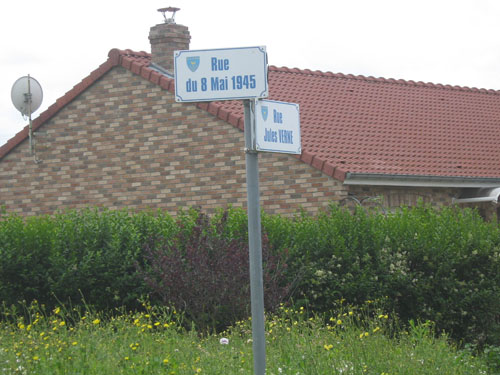 Rue
du 8 Mai 1945
Rue
Jules VERNE